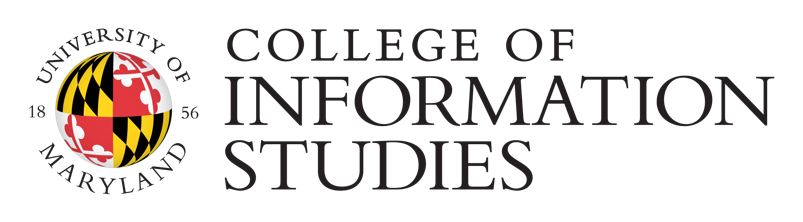 UNIVERSITY OF
18 56
MARYLAND
COLLEGE OF
INFORMATION
STUDIES